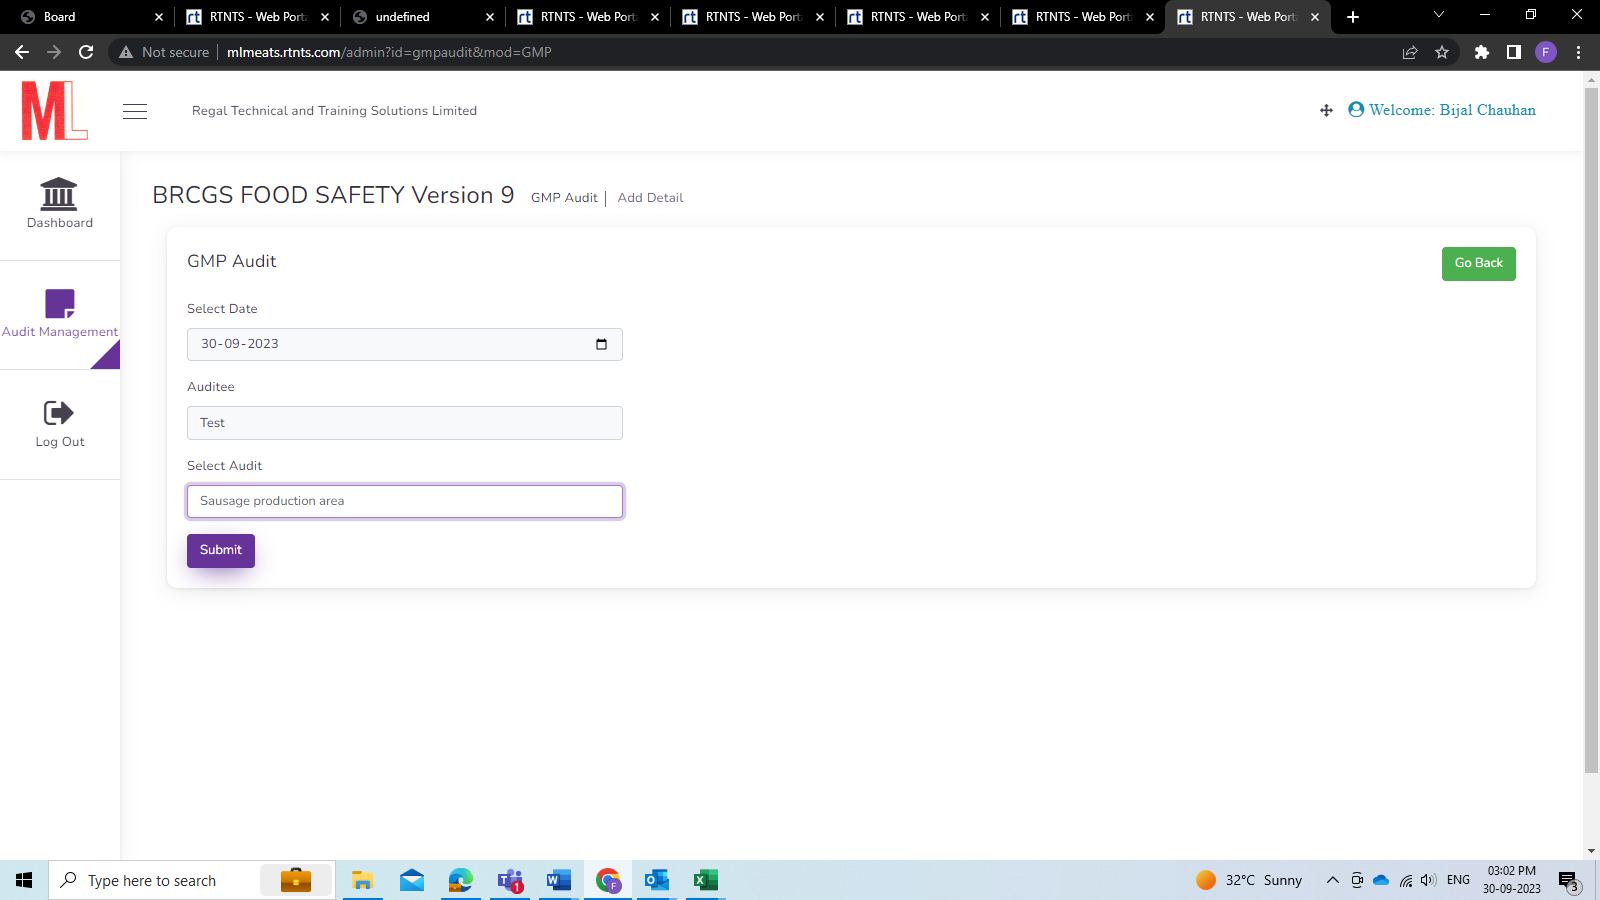 Board
RTNTS - Web Port
undefined
RTNTS - Web Port
RTNTS - Web Port
RTNTS - Web Port
RTNTS - Web Port
RTNTS - Web Port
Not secure
mlmeats.rtnts.com/admin?id=gmpaudit&mod=GMP
F
ML
Regal Technical and Training Solutions Limited
Welcome: Bijal Chauhan
Dashboard
Audit Management
Log Out
BRCGS FOOD SAFETY Version 9
GMP Audit | Add Detail
GMP Audit
Go Back
Select Date
30-09-2023
Auditee
Test
Select Audit
Sausage production area
Submit
Type here to search
1
F
32°C Sunny
ENG
03:02 PM
30-09-2023
3